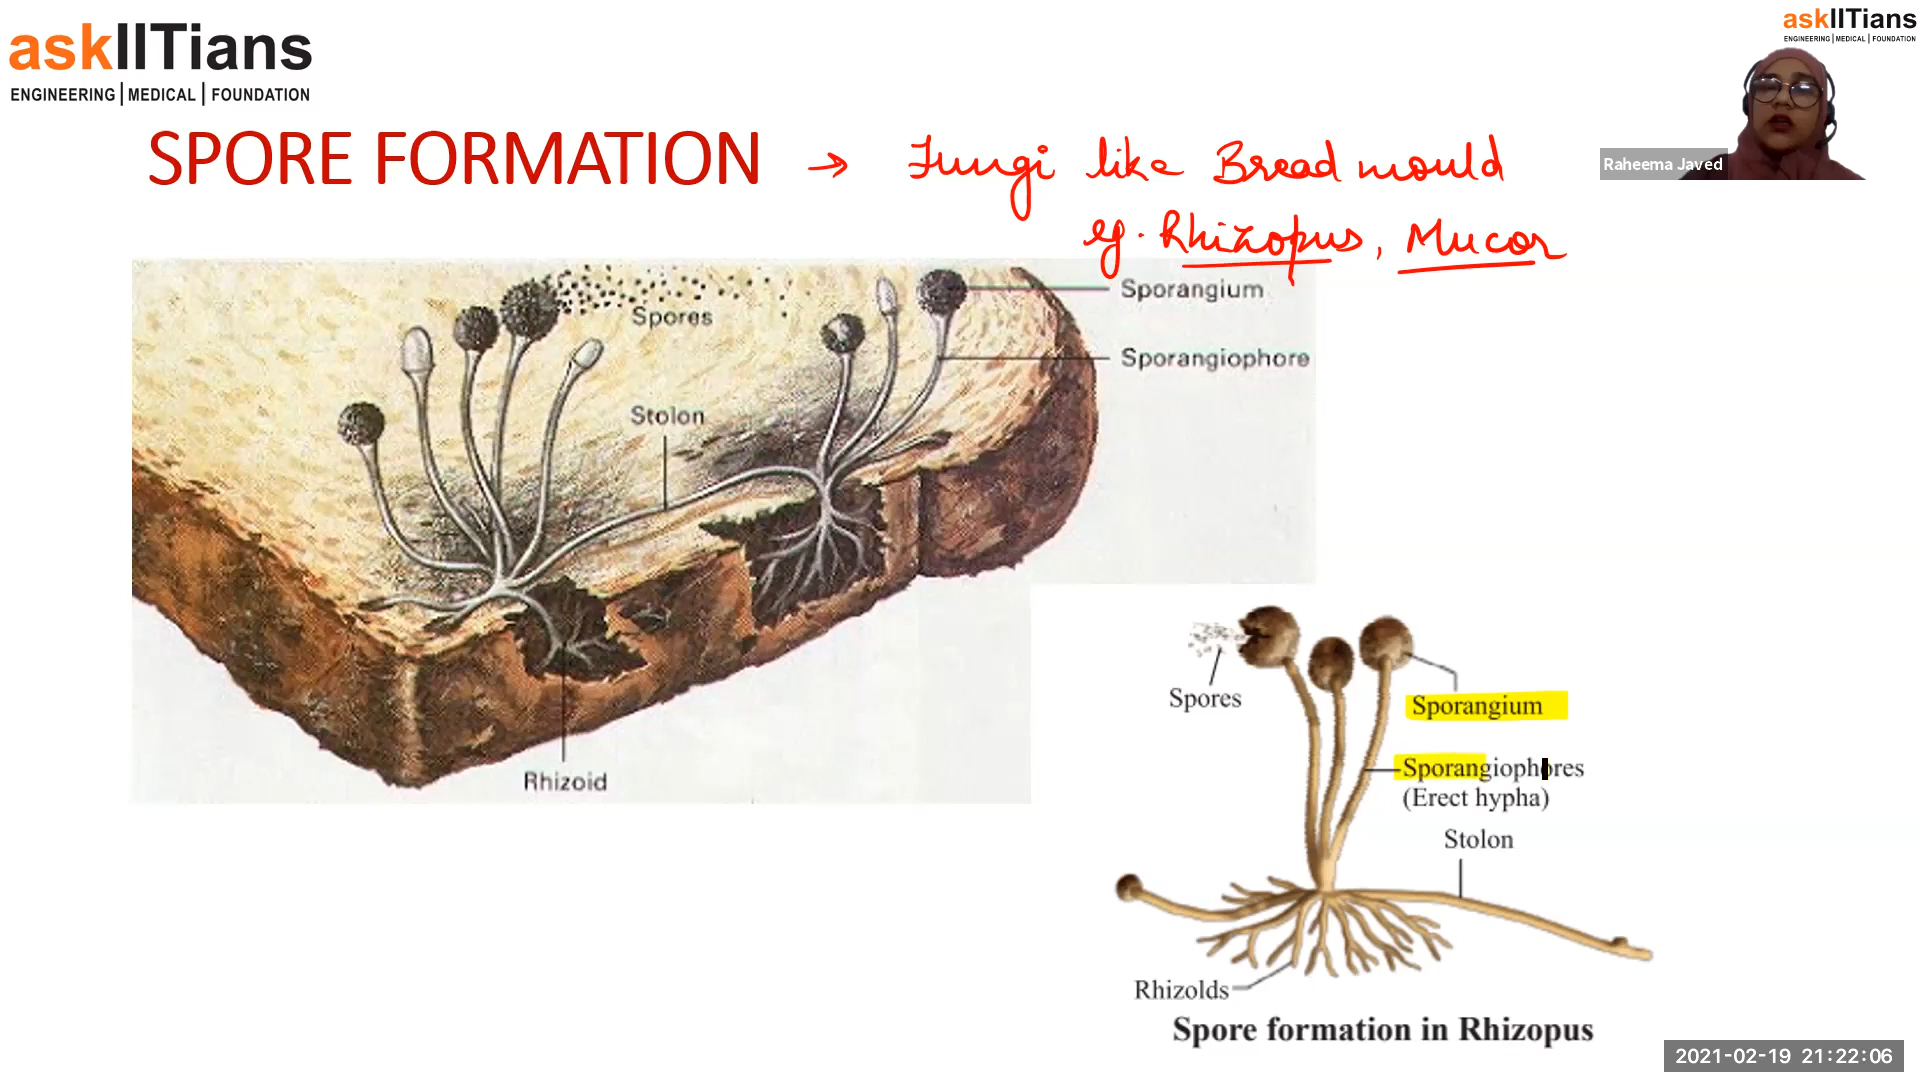 askIITians
ENGINEERING | MEDICAL | FOUNDATION
askIITians
ENGINEERING | MEDICAL | FOUNDATION
Raheema Javed
SPORE FORMATION → Fungi like Bread mould
eg. Rhizopus, Mucor
Sporangium
Spores
Sporangiophore
Stolon
Rhizoid
Spores
Sporangium
Sporangiophores
(Erect hypha)
Stolon
Rhizolds
Spore formation in Rhizopus
2021-02-19 21:22:06